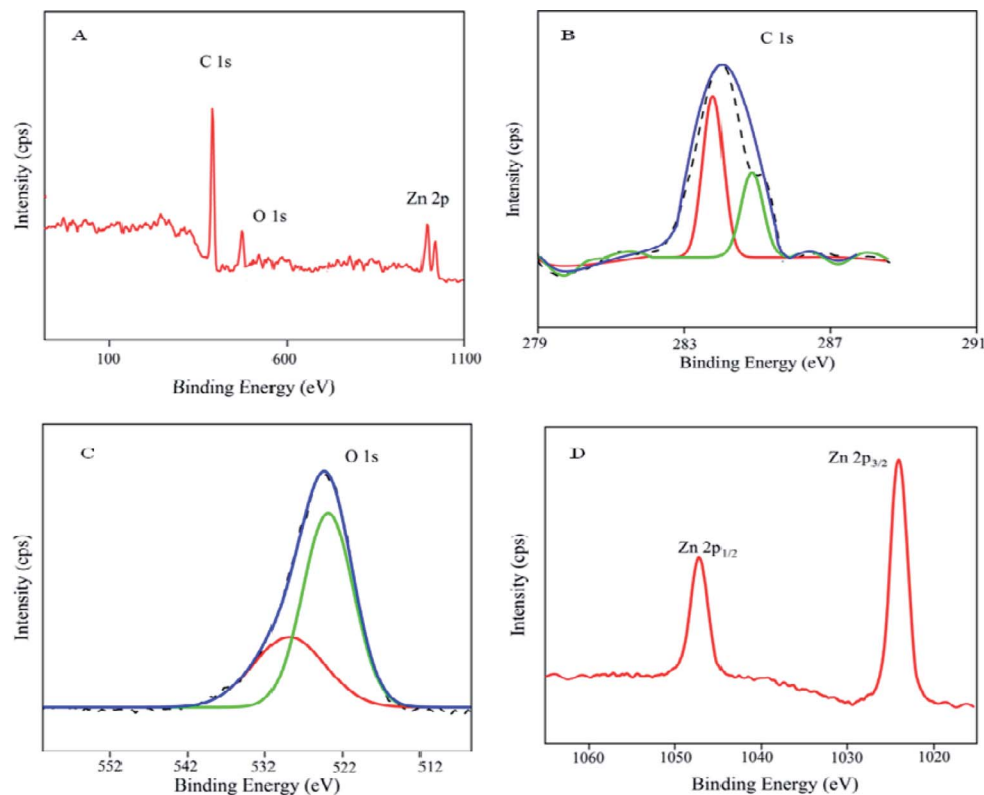 A
C 1s
O 1s
Zn 2p
Intensity (cps)
100 600 1100
Binding Energy (eV)
B
C 1s
Intensity (cps)
279 283 287 291
Binding Energy (eV)
C
O 1s
Intensity (cps)
552 542 532 522 512
Binding Energy (eV)
D
Zn 2p3/2
Zn 2p1/2
Intensity (cps)
1060 1050 1040 1030 1020
Binding Energy (eV)